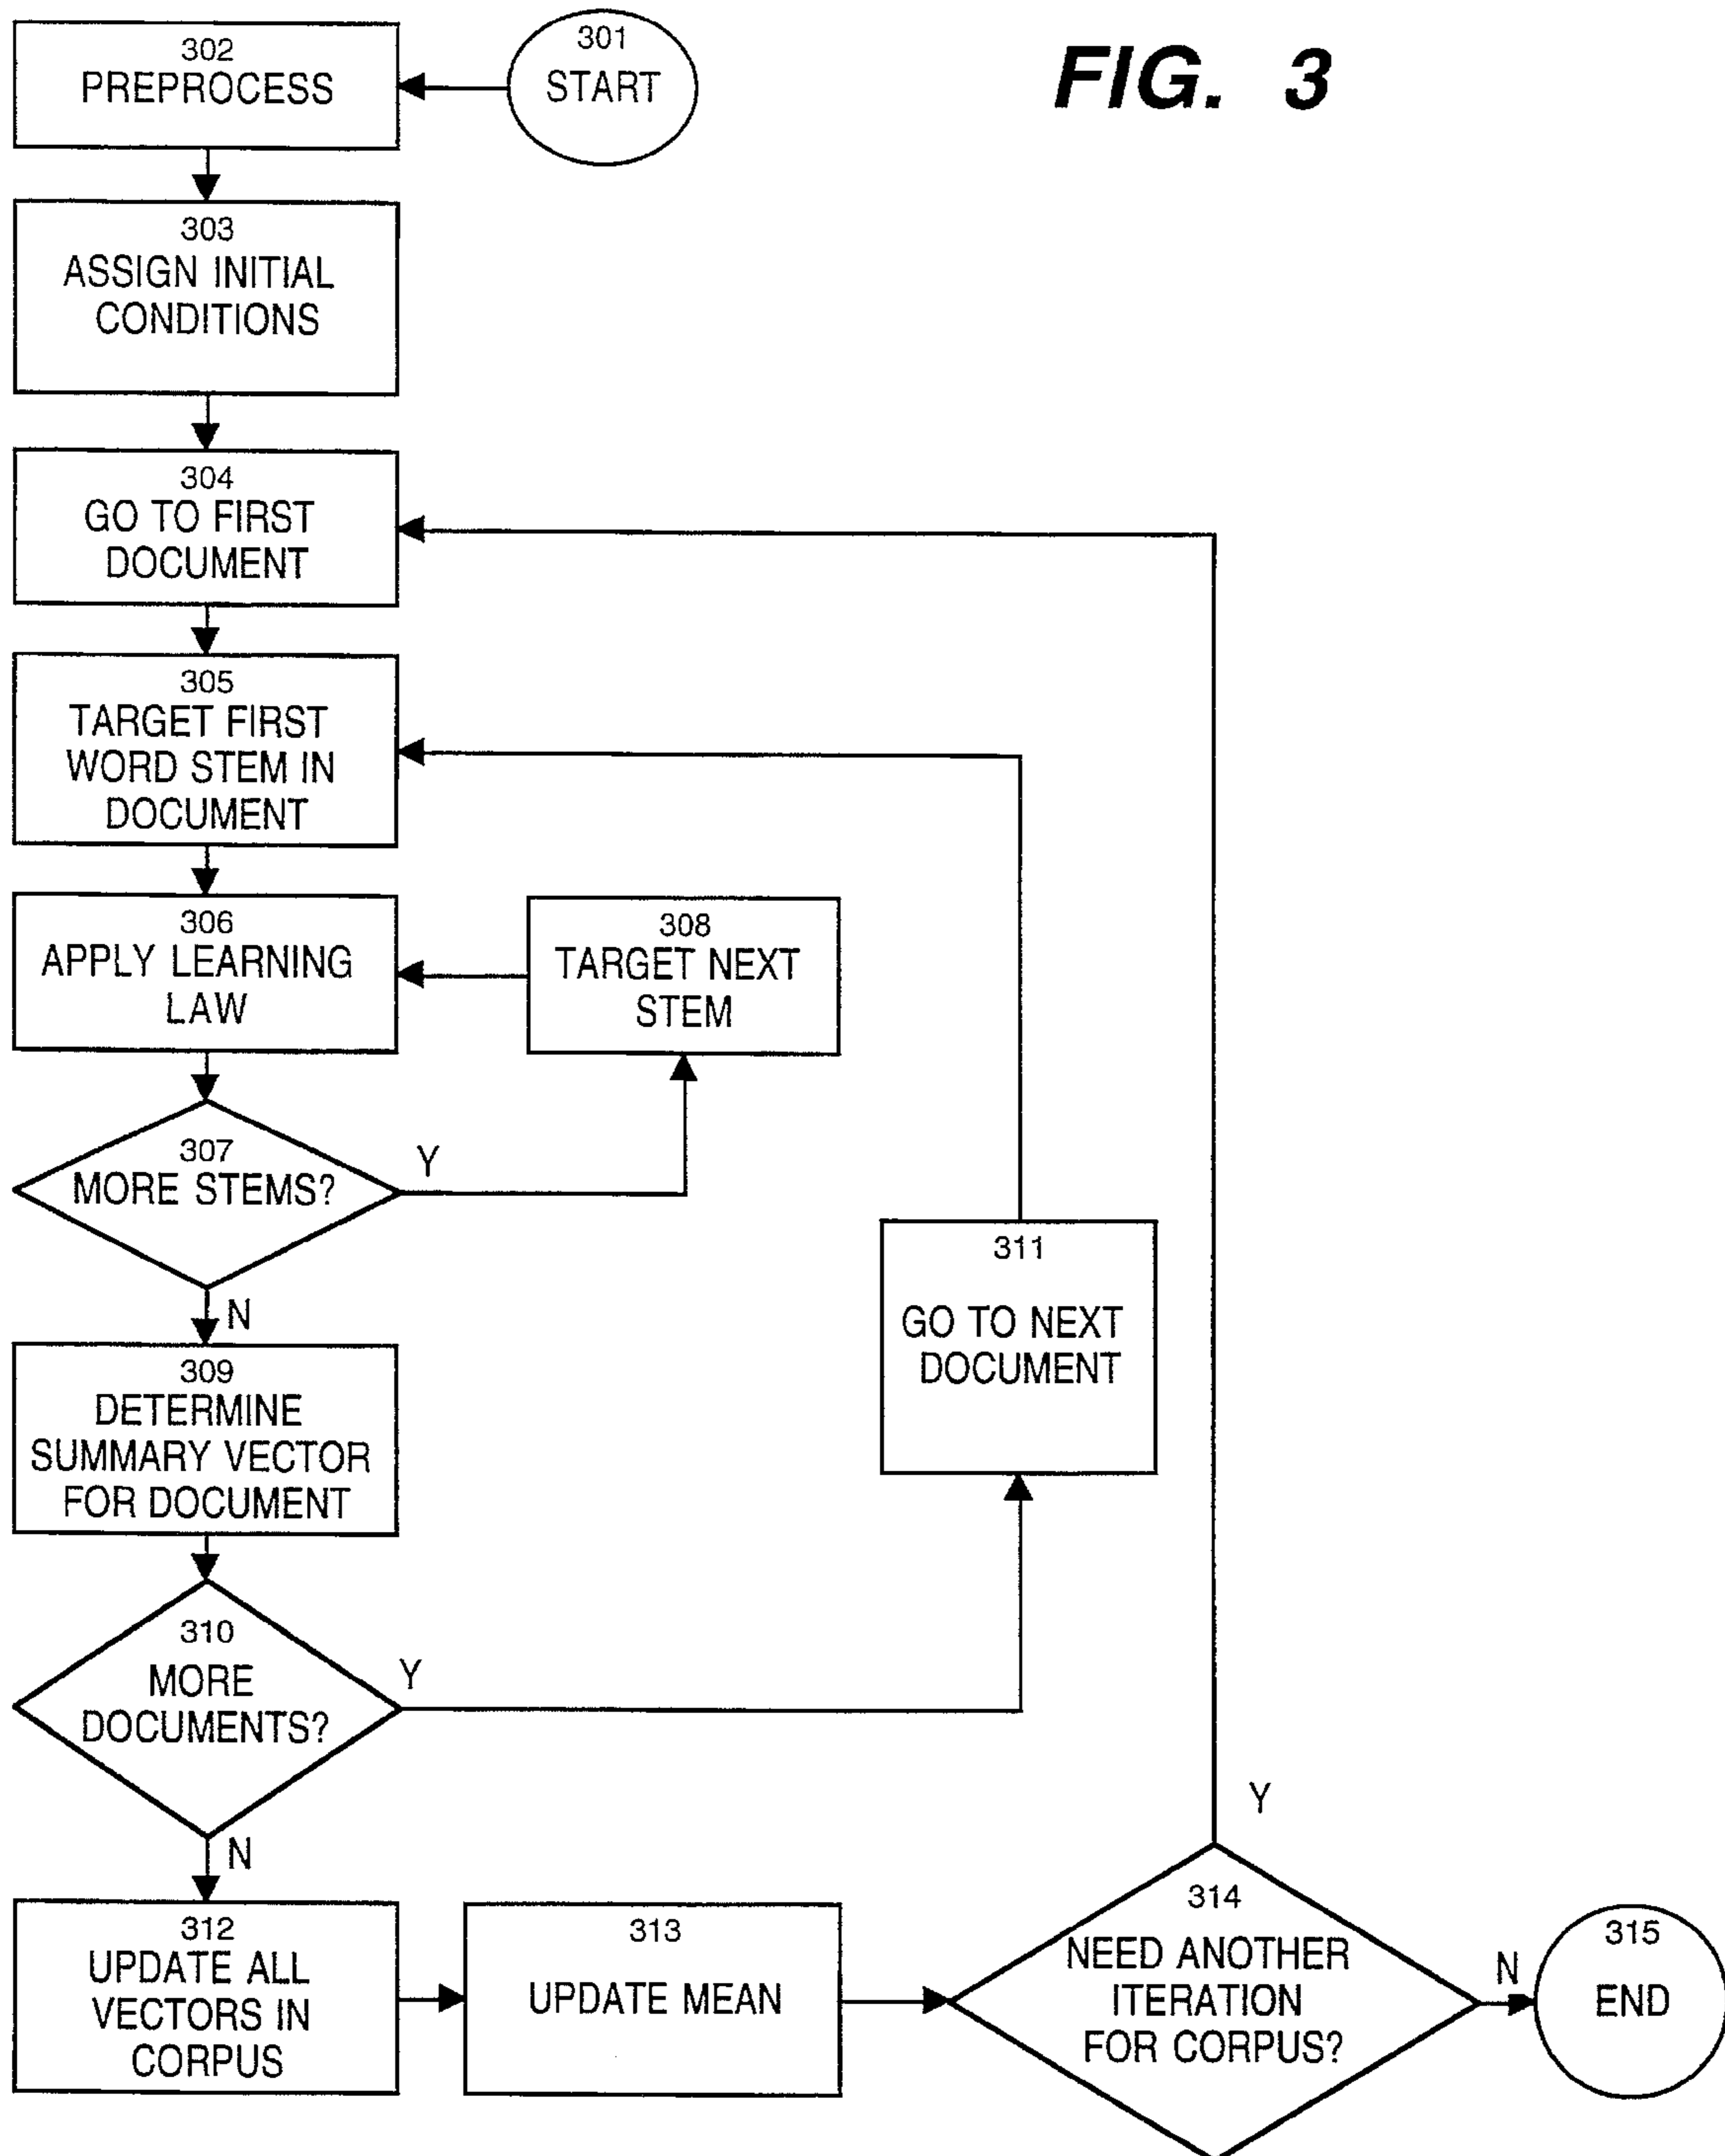 FIG. 3
301
START
302
PREPROCESS
303
ASSIGN INITIAL
CONDITIONS
304
GO TO FIRST
DOCUMENT
305
TARGET FIRST
WORD STEM IN
DOCUMENT
306
APPLY LEARNING
LAW
308
TARGET NEXT
STEM
307
MORE STEMS?
Y
N
311
GO TO NEXT
DOCUMENT
309
DETERMINE
SUMMARY VECTOR
FOR DOCUMENT
310
MORE
DOCUMENTS?
Y
N
312
UPDATE ALL
VECTORS IN
CORPUS
313
UPDATE MEAN
314
NEED ANOTHER
ITERATION
FOR CORPUS?
Y
N
315
END